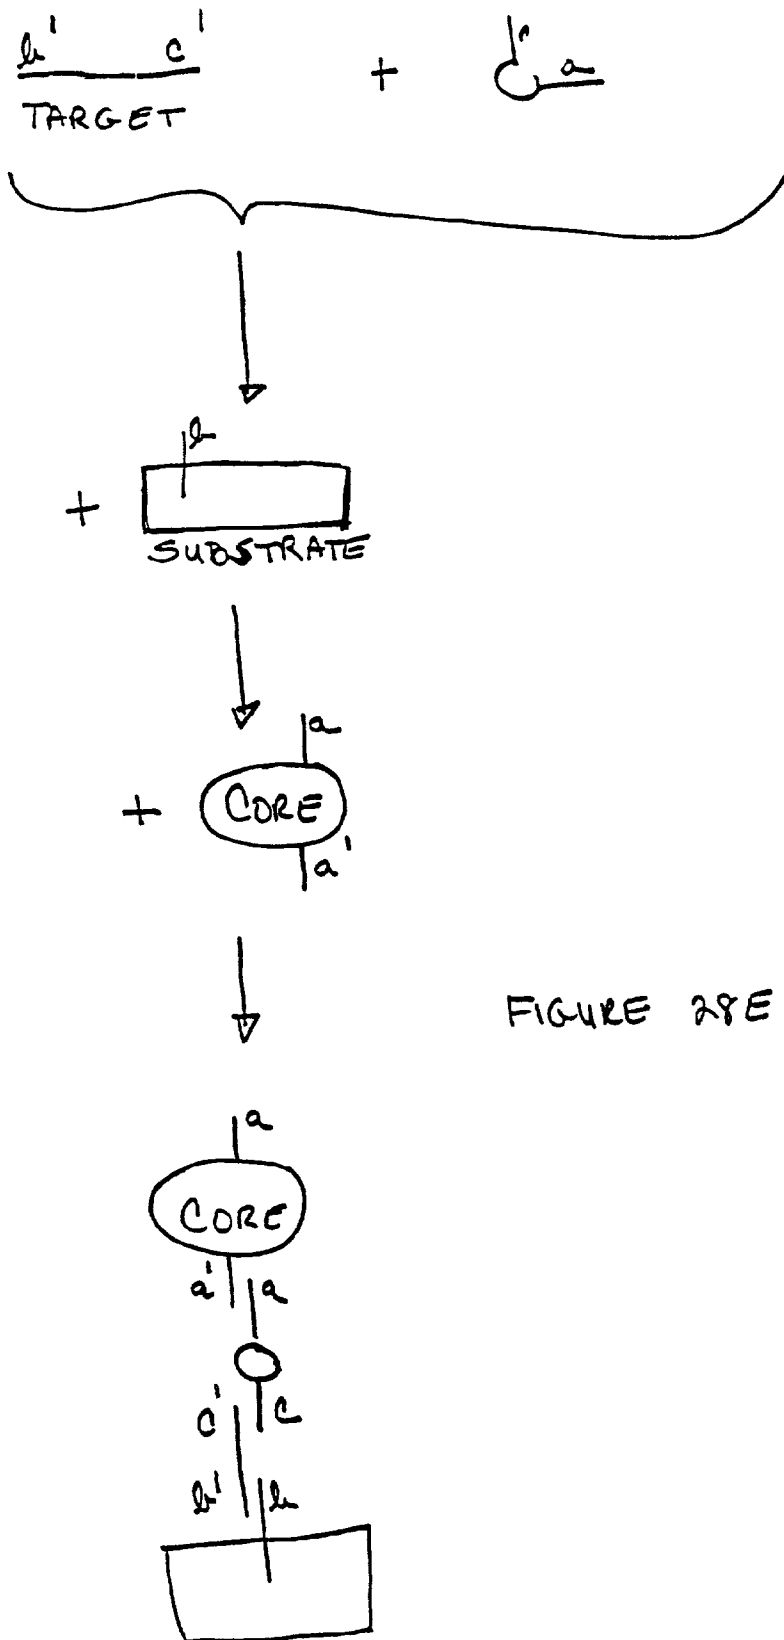 b' c' + c a
TARGET
b
+
SUBSTRATE
a
+ CORE
a'
FIGURE 28E
a
CORE
a' a
c' c
b' b